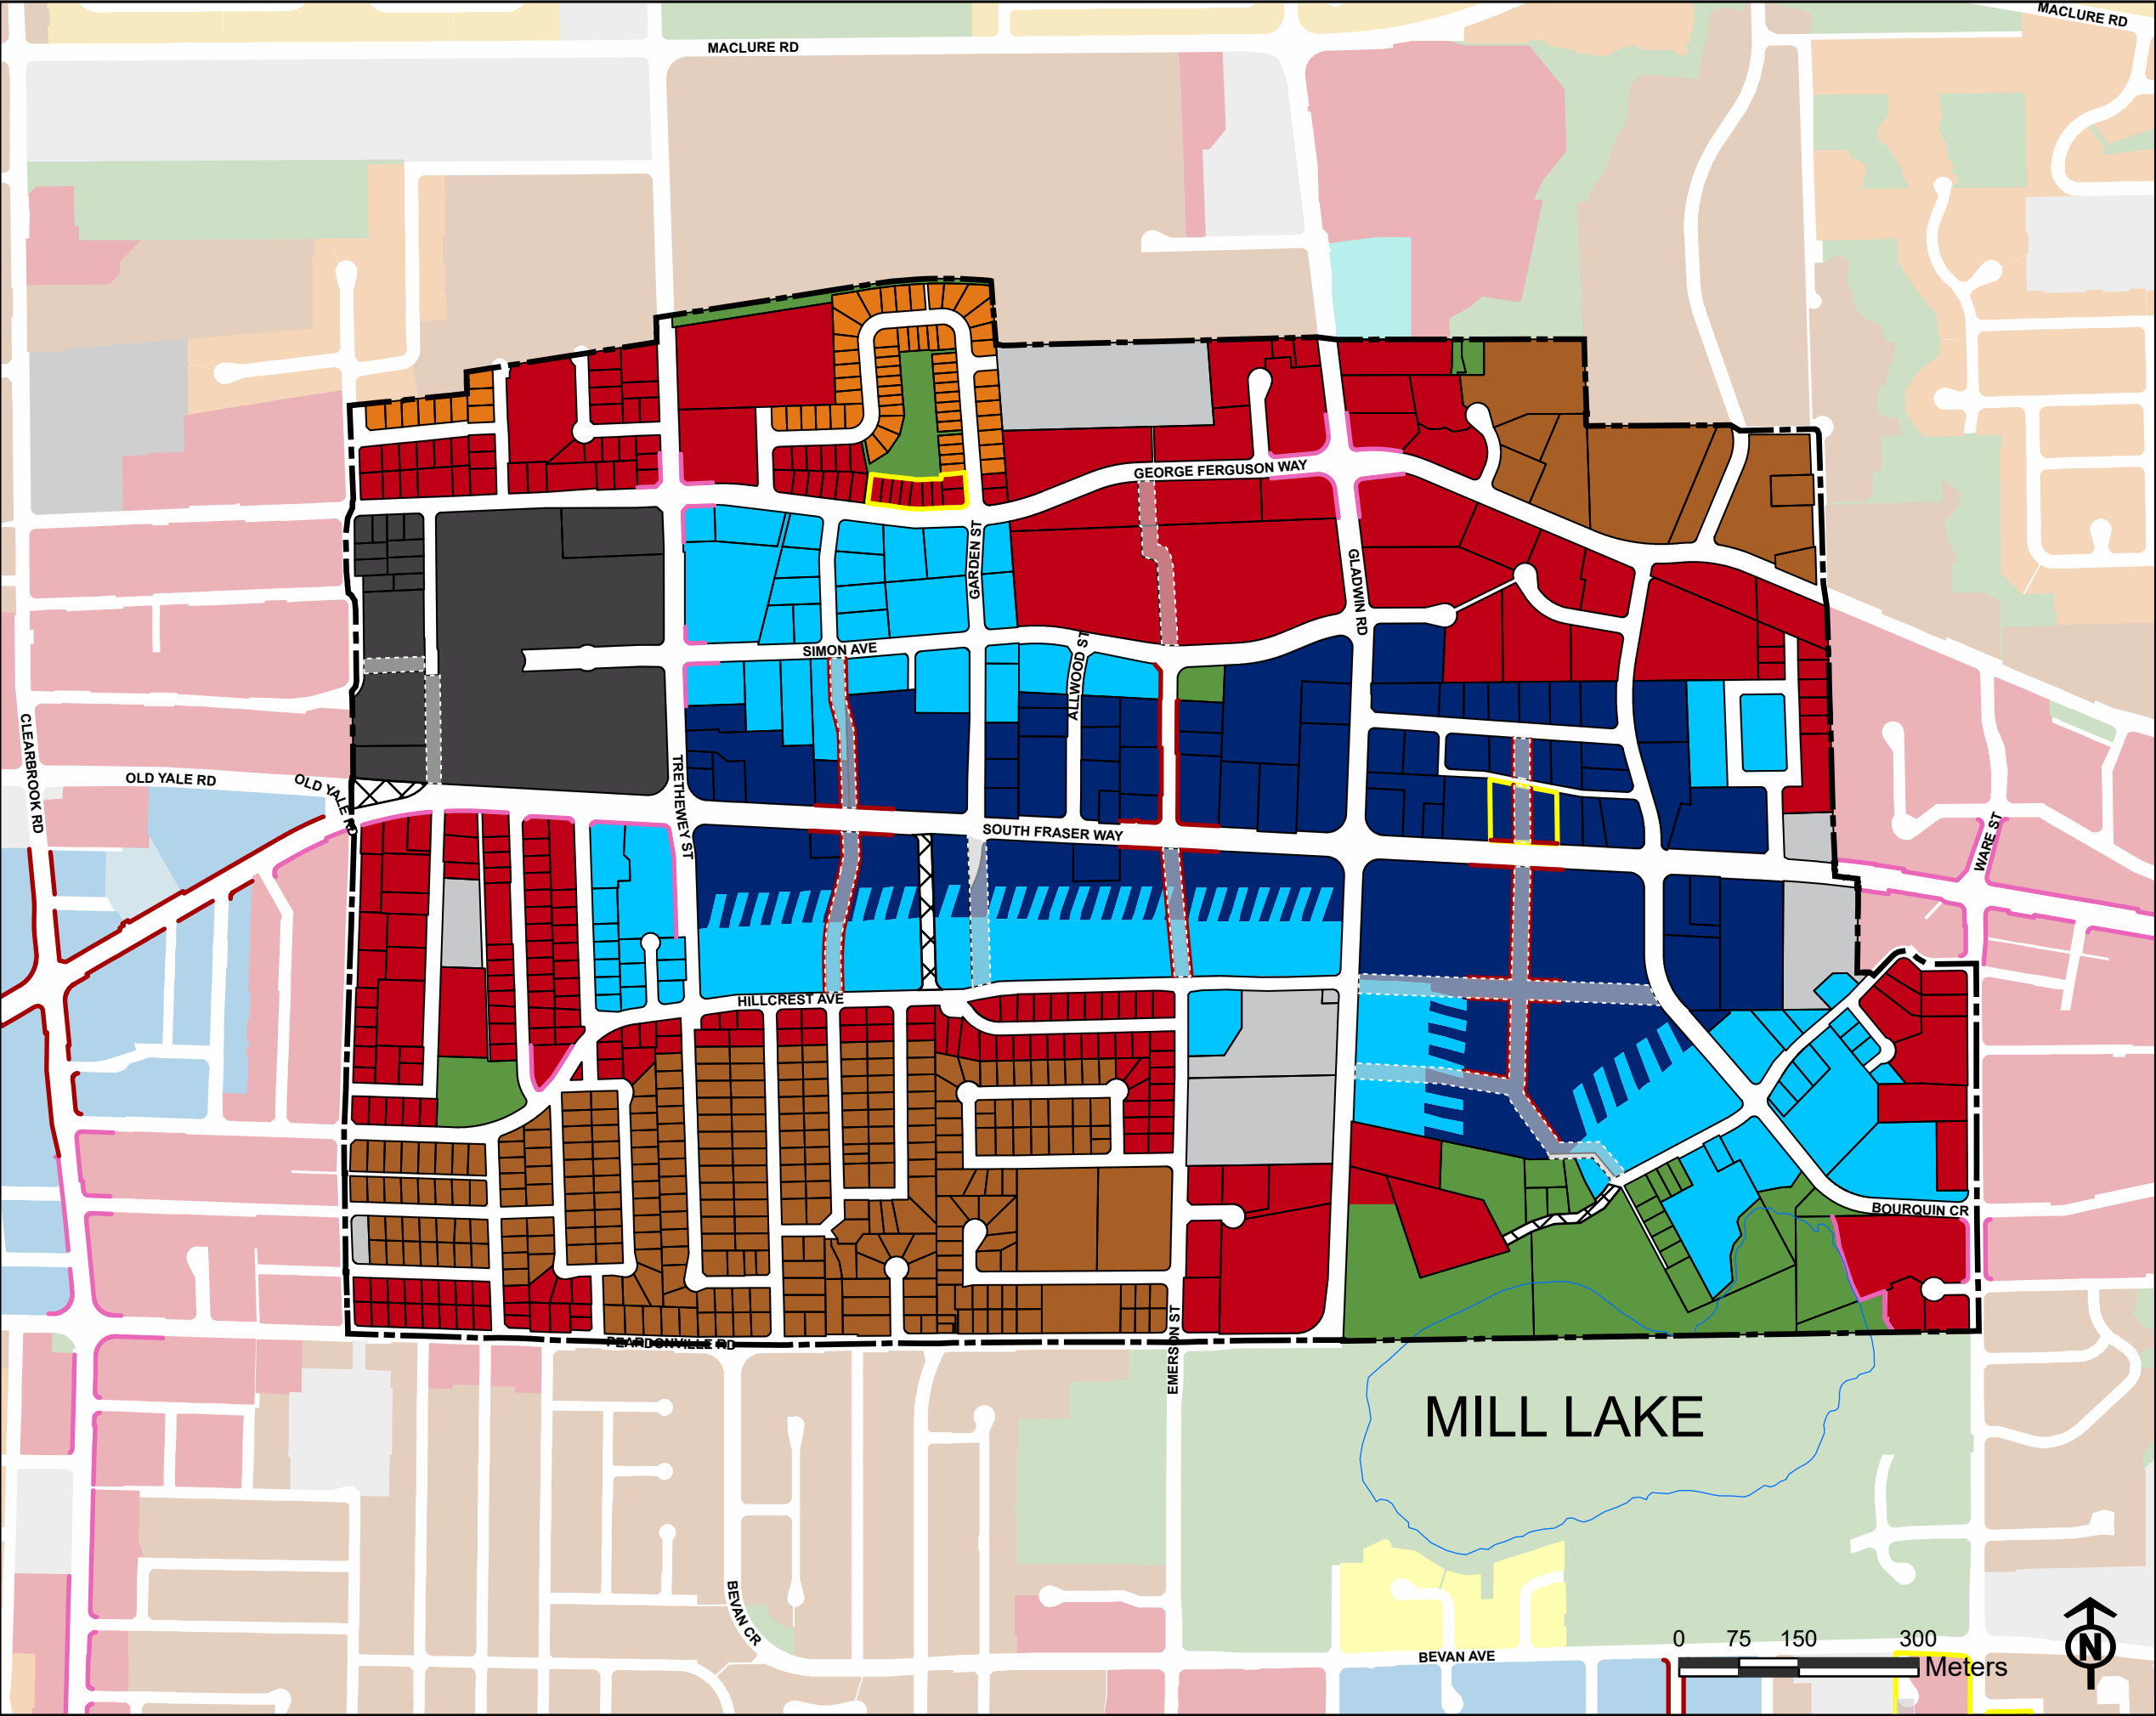 MACLURE RD
MACLURE RD
GEORGE FERGUSON WAY
GARDEN ST
GLADWIN RD
SIMON AVE
ALLWOOD ST
CLEARBROOK RD
OLD YALE RD
OLD YALE RD
TRETHEWEY ST
SOUTH FRASER WAY
WARE ST
HILLCREST AVE
BOURQUIN CR
PEARDONVILLE RD
EMERSON ST
MILL LAKE
BEVAN CR
BEVAN AVE
0 75 150 300
Meters
N